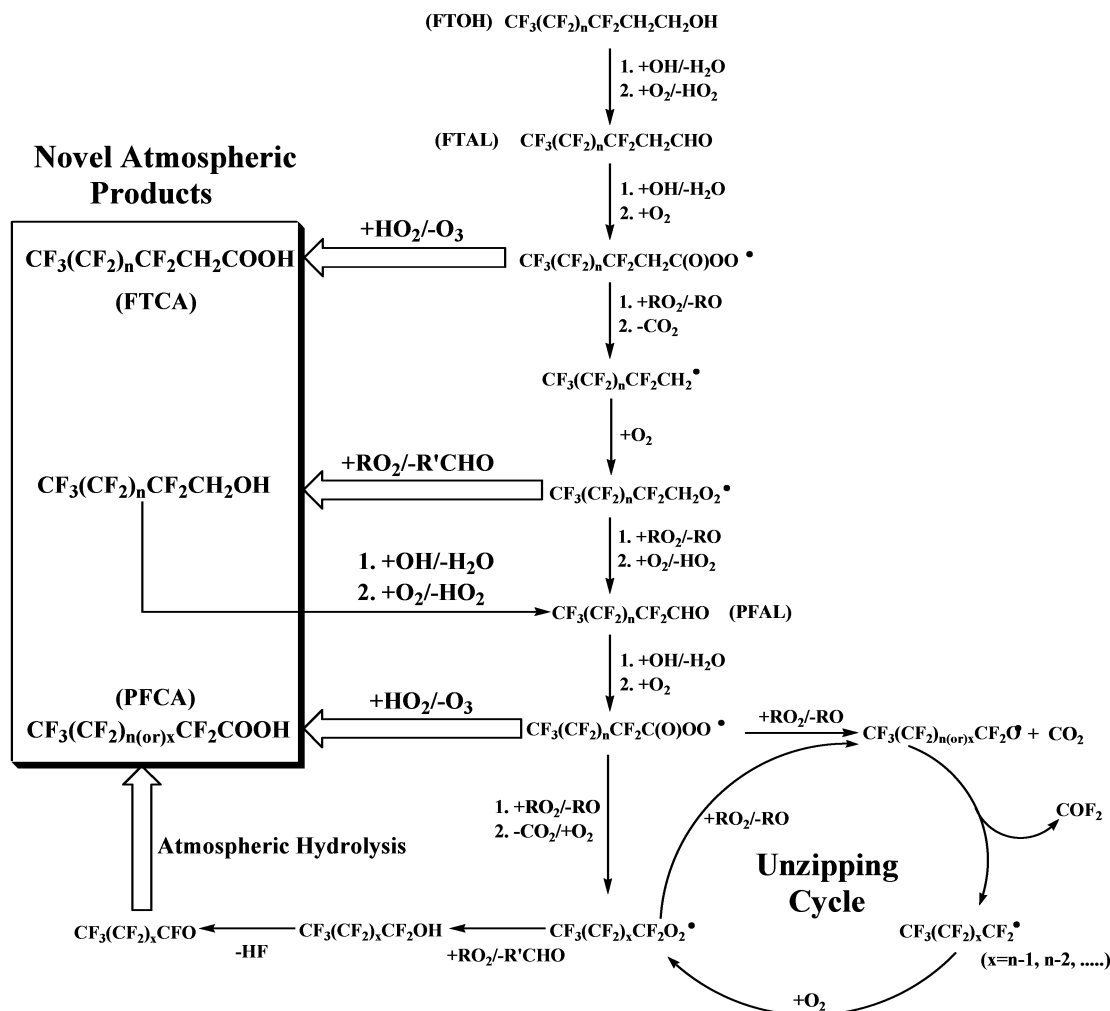 (FTOH) CF3(CF2)nCF2CH2CH2OH
1. +OH/-H2O
2. +O2/-HO2
(FTAL) CF3(CF2)nCF2CH2CHO
Novel Atmospheric
Products
1. +OH/-H2O
2. +O2
+HO2/-O3
CF3(CF2)nCF2CH2COOH
CF3(CF2)nCF2CH2C(O)OO •
(FTCA)
1. +RO2/-RO
2. -CO2
CF3(CF2)nCF2CH2•
+O2
+RO2/-R'CHO
CF3(CF2)nCF2CH2OH
CF3(CF2)nCF2CH2O2•
1. +RO2/-RO
2. +O2/-HO2
1. +OH/-H2O
2. +O2/-HO2
CF3(CF2)nCF2CHO (PFAL)
1. +OH/-H2O
2. +O2
(PFCA)
+HO2/-O3
CF3(CF2)n(or)xCF2COOH
CF3(CF2)nCF2C(O)OO •
+RO2/-RO
CF3(CF2)n(or)xCF2O• + CO2
1. +RO2/-RO
2. -CO2/+O2
+RO2/-RO
COF2
Atmospheric Hydrolysis
Unzipping
Cycle
CF3(CF2)xCFO
-HF
CF3(CF2)xCF2OH
+RO2/-R'CHO
CF3(CF2)xCF2O2•
CF3(CF2)xCF2•
(x=n-1, n-2, .....)
+O2